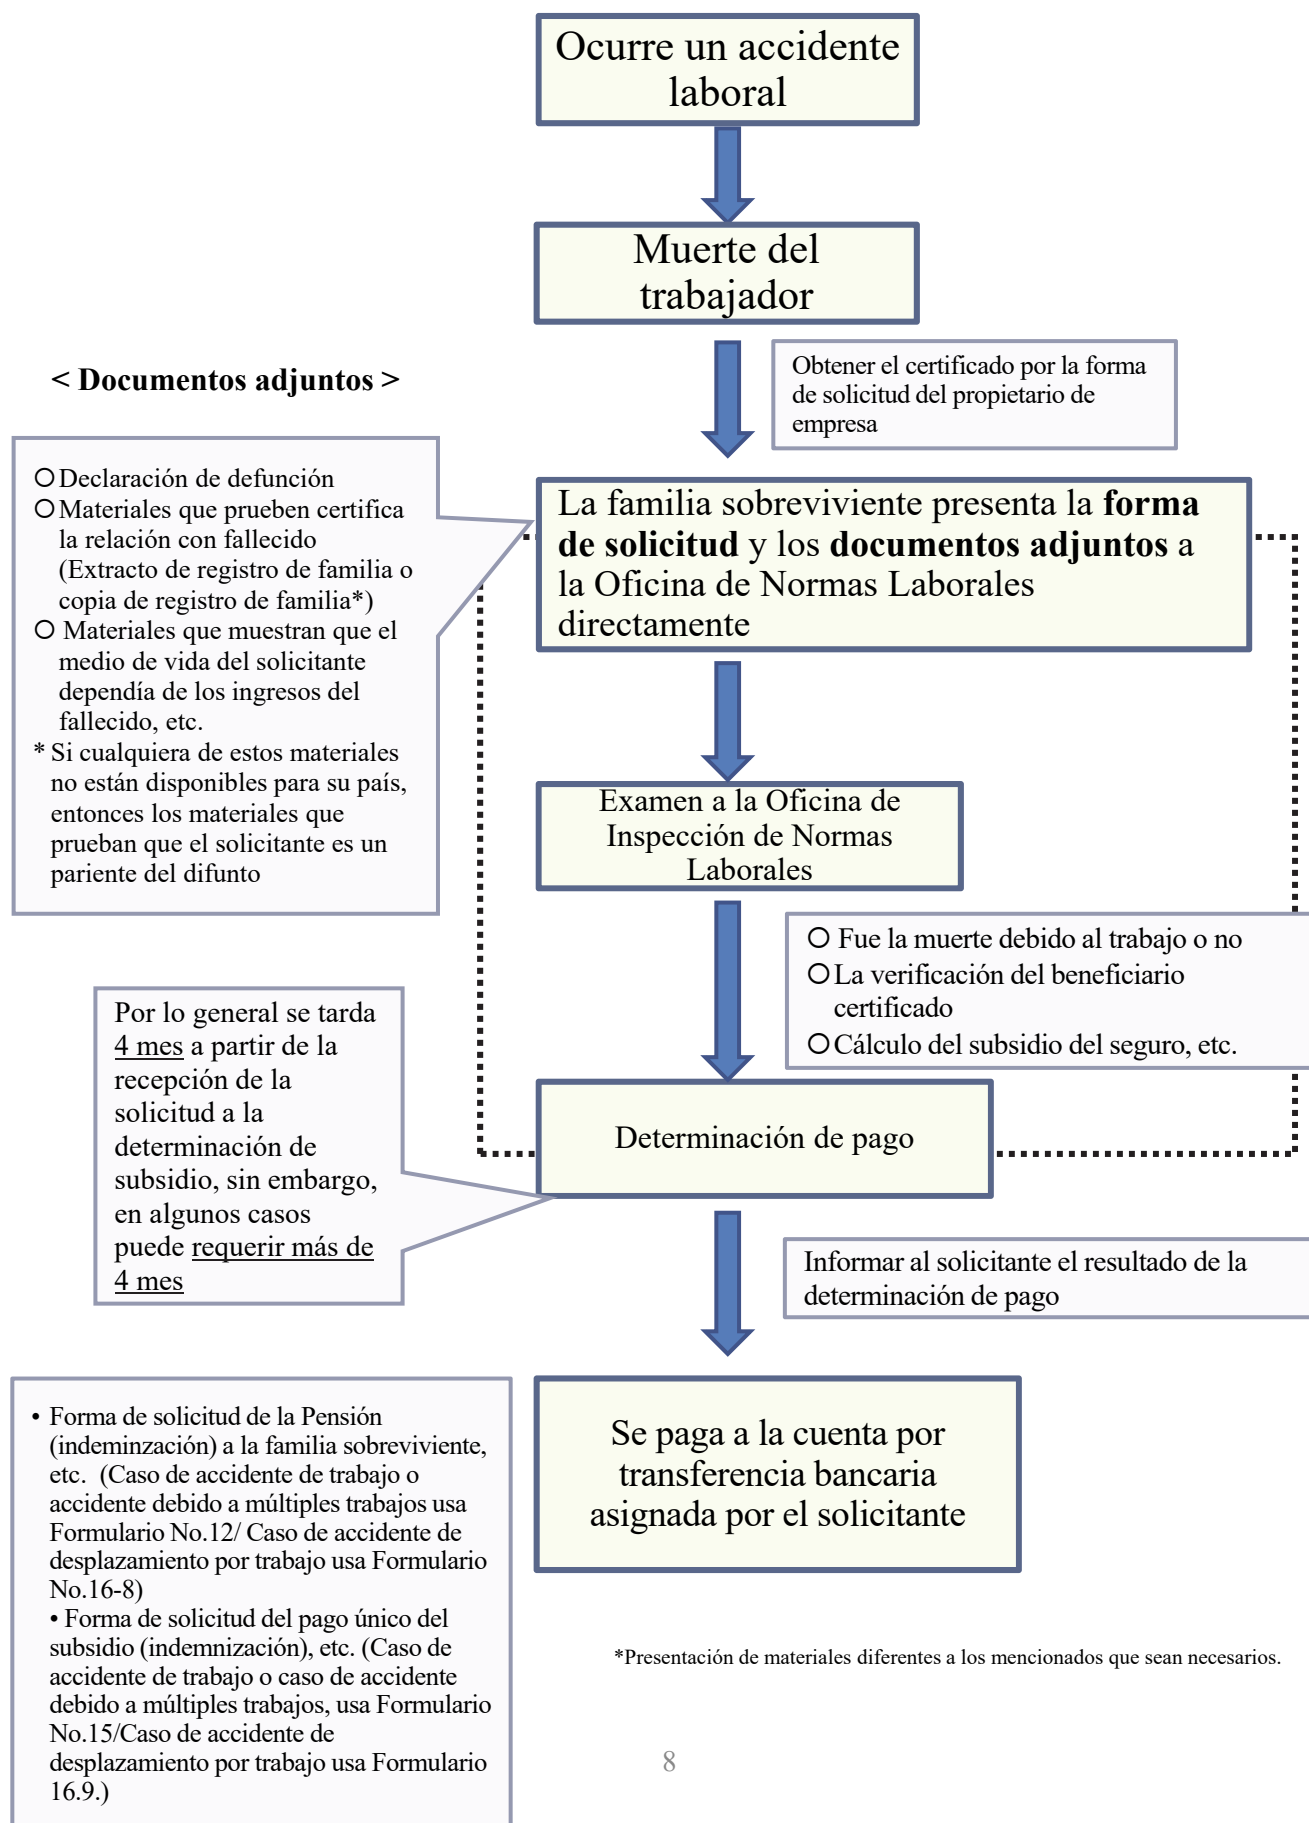 Ocurre un accidente
laboral
Muerte del
trabajador
Obtener el certificado por la forma
de solicitud del propietario de
empresa
< Documentos adjuntos >
○Declaración de defunción
○Materiales que prueben certifica
la relación con fallecido
(Extracto de registro de familia o
copia de registro de familia*)
○ Materiales que muestran que el
medio de vida del solicitante
dependía de los ingresos del
fallecido, etc.
* Si cualquiera de estos materiales
no están disponibles para su país,
entonces los materiales que
prueban que el solicitante es un
pariente del difunto
La familia sobreviviente presenta la forma
de solicitud y los documentos adjuntos a
la Oficina de Normas Laborales
directamente
Examen a la Oficina de
Inspección de Normas
Laborales
○ Fue la muerte debido al trabajo o no
○La verificación del beneficiario
certificado
○Cálculo del subsidio del seguro, etc.
Por lo general se tarda
4 mes a partir de la
recepción de la
solicitud a la
determinación de
subsidio, sin embargo,
en algunos casos
puede requerir más de
4 mes
Determinación de pago
Informar al solicitante el resultado de la
determinación de pago
Se paga a la cuenta por
transferencia bancaria
asignada por el solicitante
• Forma de solicitud de la Pensión
(indeminzación) a la familia sobreviviente,
etc. (Caso de accidente de trabajo o
accidente debido a múltiples trabajos usa
Formulario No.12/ Caso de accidente de
desplazamiento por trabajo usa Formulario
No.16-8)
• Forma de solicitud del pago único del
subsidio (indemnización), etc. (Caso de
accidente de trabajo o caso de accidente
debido a múltiples trabajos, usa Formulario
No.15/Caso de accidente de
desplazamiento por trabajo usa Formulario
16.9.)
*Presentación de materiales diferentes a los mencionados que sean necesarios.
8